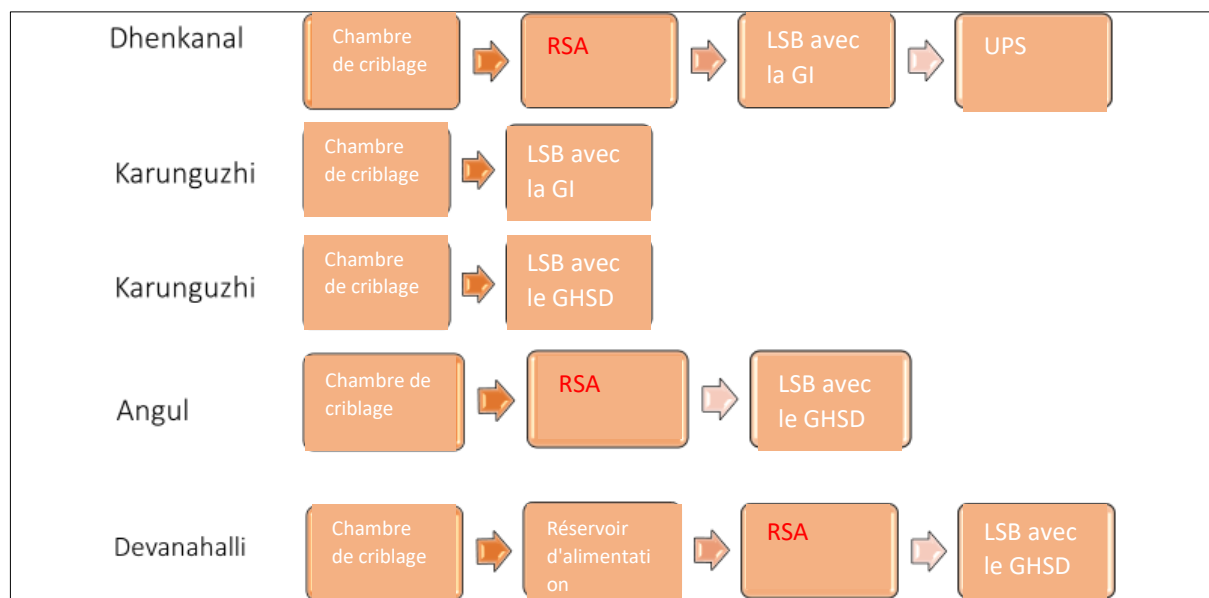 Dhenkanal
Chambre
de criblage
RSA
LSB avec
la GI
UPS
Karunguzhi
Chambre
de criblage
LSB avec
la GI
Karunguzhi
Chambre
de criblage
LSB avec
le GHSD
Angul
Chambre de
criblage
RSA
LSB avec
le GHSD
Devanahalli
Chambre
de criblage
Réservoir
d'alimentati
on
RSA
LSB avec
le GHSD